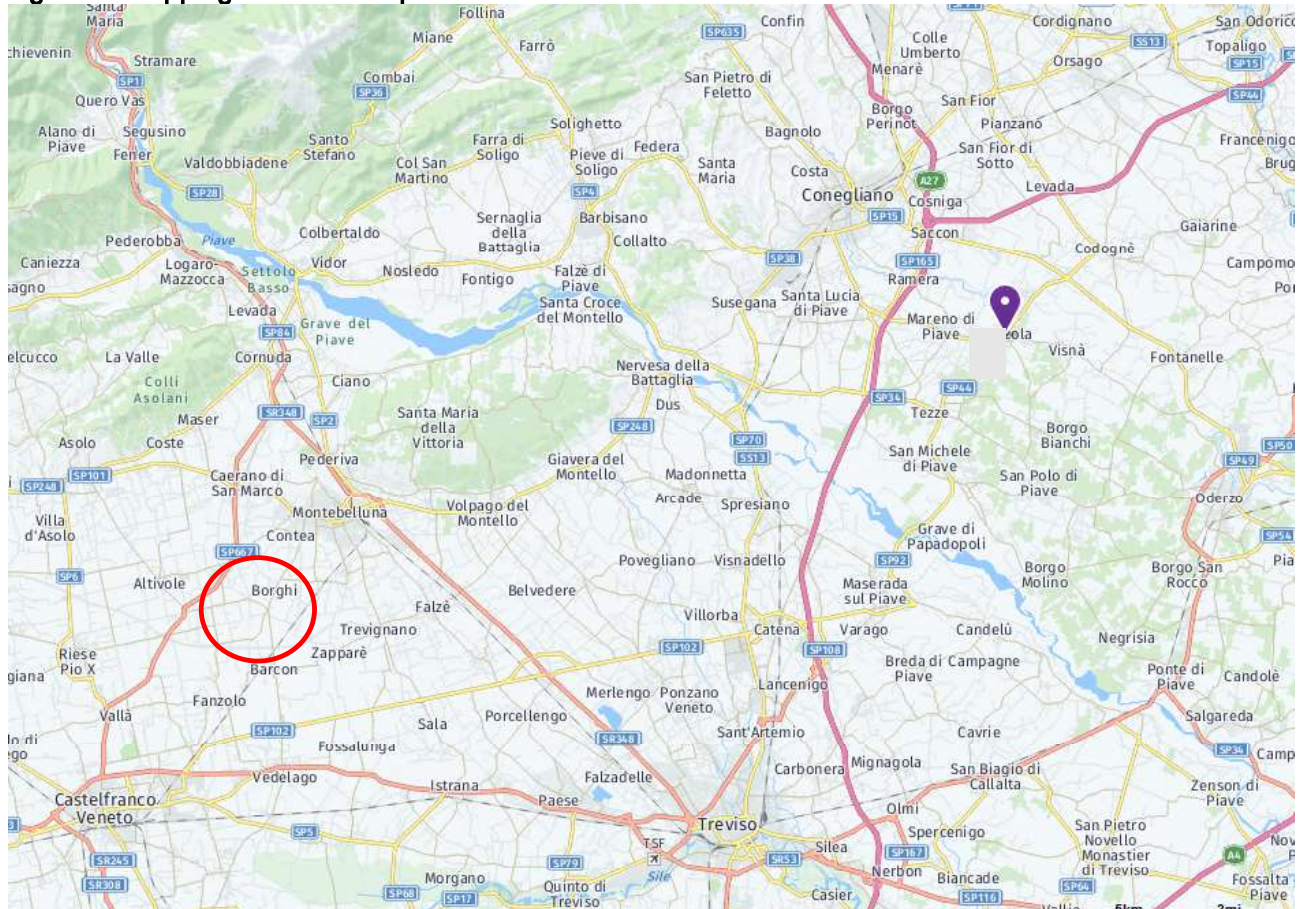 Santa
Maria
Follina
Miane
Farrò
SP635
Confin
Colle
Umberto
Menarè
Cordignano
Orsago
SS13
San Odorico
Topaligo
SP15
chievenin
Stramare
SP1
Quero Vas
Combai
SP36
San Pietro di
Feletto
Borgo
Perinot
San Fior
Pianzano
SP44
Alano di
Piave
Segusino
Fener
Valdobbiadene
Santo
Stefano
Farra di
Soligo
Solighetto
Pieve di
Soligo
Federa
Bagnolo
San Fior di
Sotto
Francenigo
Brug
Col San
Martino
Santa
Maria
Costa
Conegliano
A27
Cosniga
Levada
SP28
SP4
SP15
Saccon
Gaiarine
Sernaglia
della
Battaglia
Barbisano
Collalto
Colbertaldo
Pederobba
Piave
Vidor
Nosledo
Fontigo
Falzè di
Piave
SP38
SP165
Ramera
Codognè
Campomo
Caniezza
sagno
Logaro-
Mazzocca
Settolo
Basso
Santa Croce
del Montello
Susegana
Santa Lucia
di Piave
Por
Levada
SP84
Grave del
Piave
Mareno di
Piave
zola
Visnà
elcucco
La Valle
Cornuda
Nervesa della
Battaglia
Fontanelle
Colli
Asolani
Ciano
SP34
SP44
Maser
SR348
SP2
Santa Maria
della
Vittoria
Dus
SP248
Tezze
Borgo
Bianchi
Asolo
Coste
SP70
SS13
San Michele
di Piave
SP50
SP49
SP101
SP248
Pederiva
Giavera del
Montello
Madonnetta
San Polo di
Piave
Caerano di
San Marco
Arcade
Spresiano
Oderzo
Montebelluna
Volpago del
Montello
Villa
d'Asolo
Contea
Grave di
Papadopoli
SP54
SP667
Povegliano
Visnadello
SP92
Borgo
Molino
Borgo San
Rocco
Pia
SP6
Altivole
Borghi
Belvedere
Maserada
sul Piave
Falzè
Villorba
Trevignano
Catena
Varago
Candelù
Negrisia
Riese
Pio X
giana
Zapparè
SP102
SP108
Barcon
Breda di
Piave
Campagne
Ponte di
Piave
Candolè
Fanzolo
Merlengo
Ponzano
Veneto
Lancenigo
Vallà
SP102
Sala
Porcellengo
SR348
Sant'Artemio
Cavrie
Salgareda
ego
Fossalunga
Carbonera
Mignagola
San Biagio di
Callalta
SP34
Camp
Vedelago
Istrana
Falzadelle
Zenson di
Piave
Castelfranco
Veneto
Paese
Olmi
SP5
Treviso
Spercenigo
San Pietro
Novello
Monastier
di Treviso
Nov
TSF
Silea
SP167
A4
SR245
SR308
SP79
SR53
Nerbon
Biancade
Fossalta
Piave
Morgano
Sile
SP64
SP68
SP17
Quinto di
Treviso
Casier
SP116